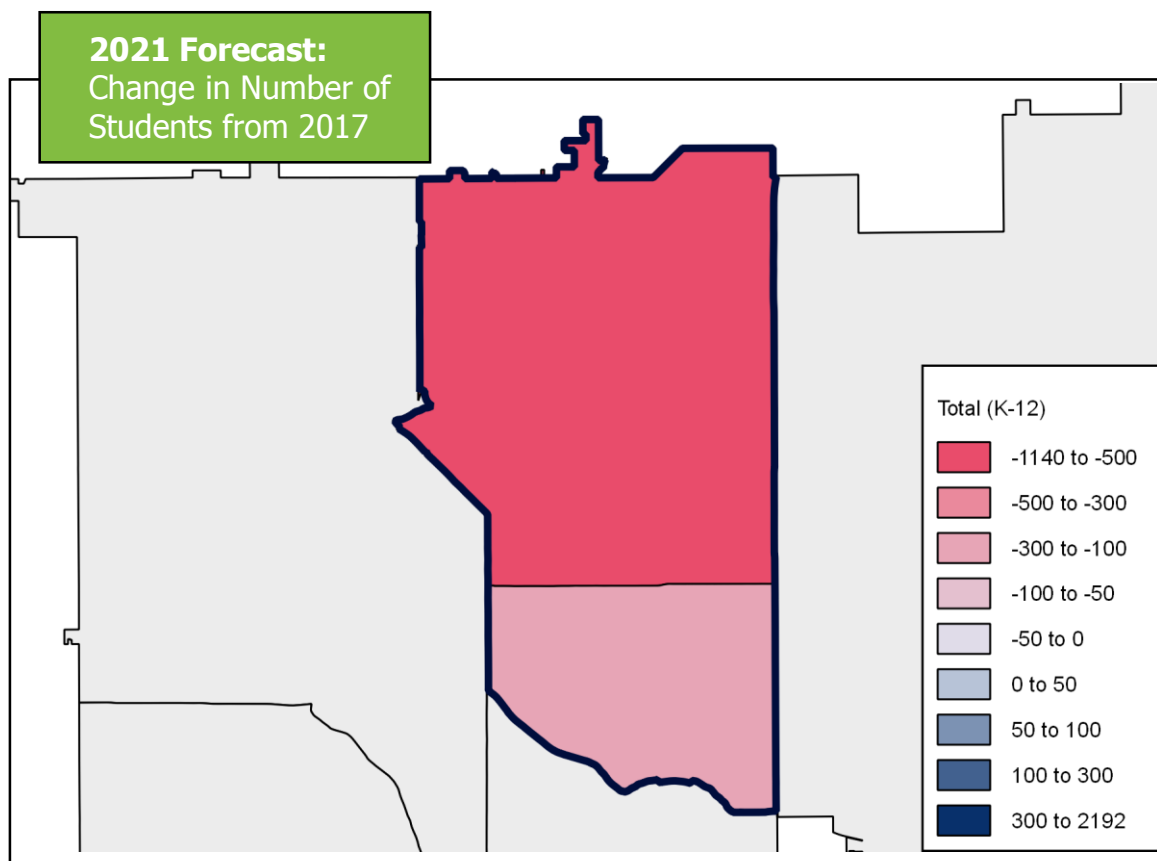 2021 Forecast:
Change in Number of
Students from 2017
Total (K-12)
-1140 to -500
-500 to -300
-300 to -100
-100 to -50
-50 to 0
0 to 50
50 to 100
100 to 300
300 to 2192